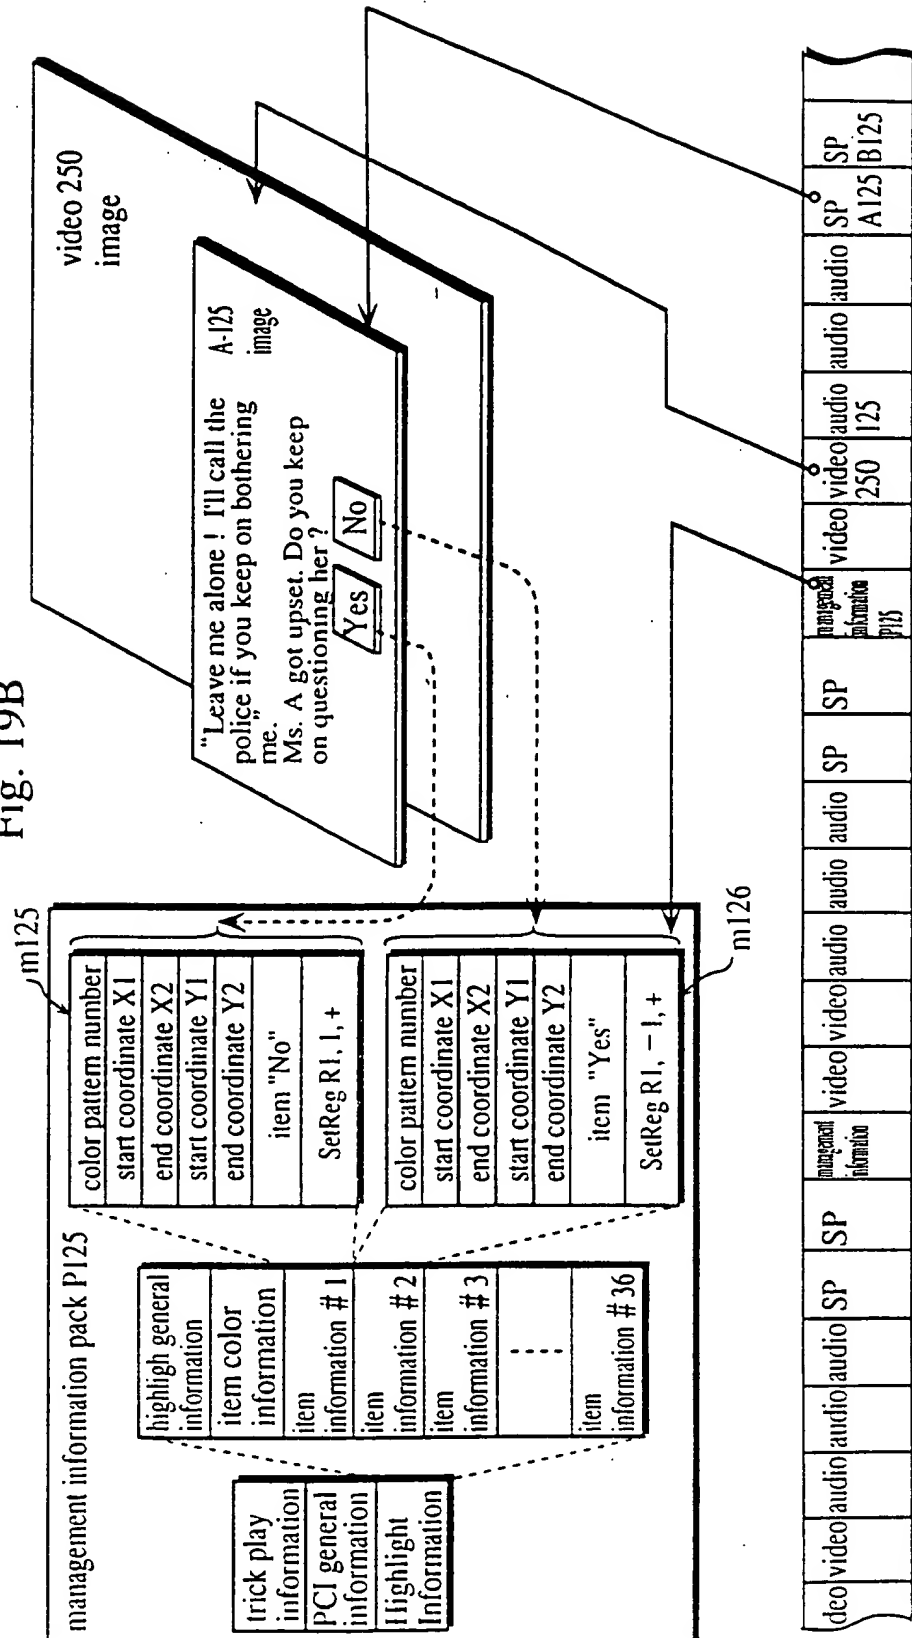 Fig. 19B
management information pack P125
trick play
information
PCI general
information
Highlight
Information
highligh general
information
item color
information
item
information # 1
item
information # 2
item
information # 3
item
information # 36
m125
color pattern number
start coordinate X1
end coordinate X2
start coordinate Y1
end coordinate Y2
item "No"
SetReg R1, 1, +
color pattern number
start coordinate X1
end coordinate X2
start coordinate Y1
end coordinate Y2
item "Yes"
SetReg R1, − 1, +
m126
video 250
image
A-125
image
"Leave me alone ! I'll call the
police if you keep on bothering
me."
Ms. A got upset. Do you keep
on questioning her ?
Yes
No
deo
video
audio
audio
audio
SP
SP
management
information
video
video
audio
audio
audio
SP
SP
management
information
P125
video
video
250
audio
125
audio
audio
SP
A125
SP
B125